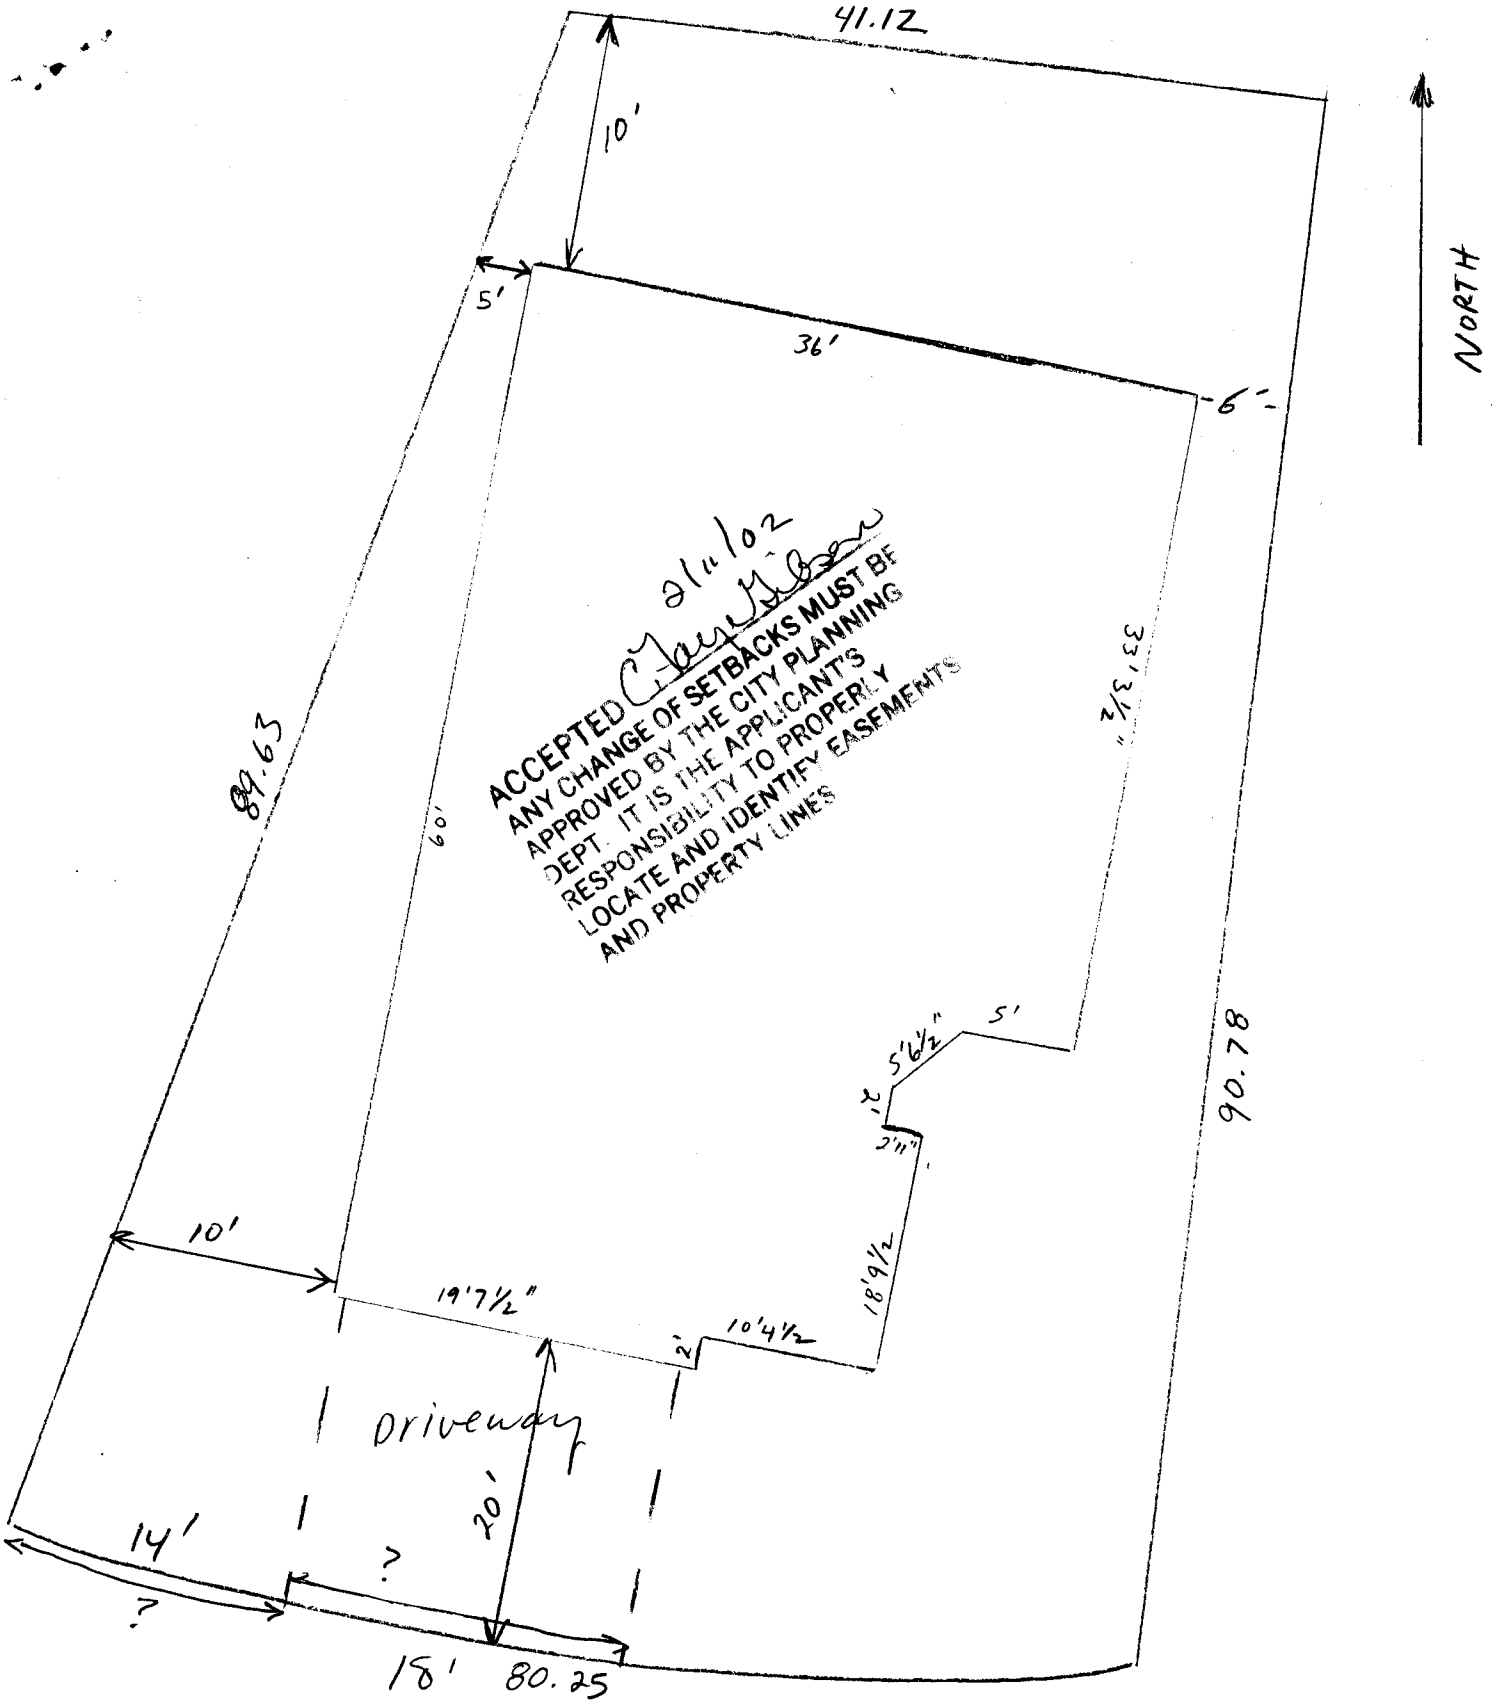 41.12
10'
NORTH
5'
36'
-6'-
2/11/02
ACCEPTED C. Faye Gibson
ANY CHANGE OF SETBACKS MUST BE
APPROVED BY THE CITY PLANNING
DEPT. IT IS THE APPLICANT'S
RESPONSIBILITY TO PROPERLY
LOCATE AND IDENTIFY EASEMENTS
AND PROPERTY LINES
33'3½"
89.63
60'
5'
5'6½"
2'
2'11"
90.78
10'
18'9½
19'7½"
2'
10'4½
Driveway
20'
14'
?
?
18' 80.25